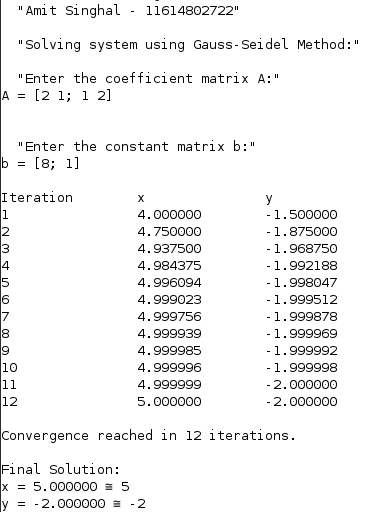 "Amit Singhal - 11614802722"
"Solving system using Gauss-Seidel Method:"
"Enter the coefficient matrix A:"
A = [2 1; 1 2]
"Enter the constant matrix b:"
b = [8; 1]
Iteration x y
1 4.000000 -1.500000
2 4.750000 -1.875000
3 4.937500 -1.968750
4 4.984375 -1.992188
5 4.996094 -1.998047
6 4.999023 -1.999512
7 4.999756 -1.999878
8 4.999939 -1.999969
9 4.999985 -1.999992
10 4.999996 -1.999998
11 4.999999 -2.000000
12 5.000000 -2.000000
Convergence reached in 12 iterations.
Final Solution:
x = 5.000000 ≅ 5
y = -2.000000 ≅ -2